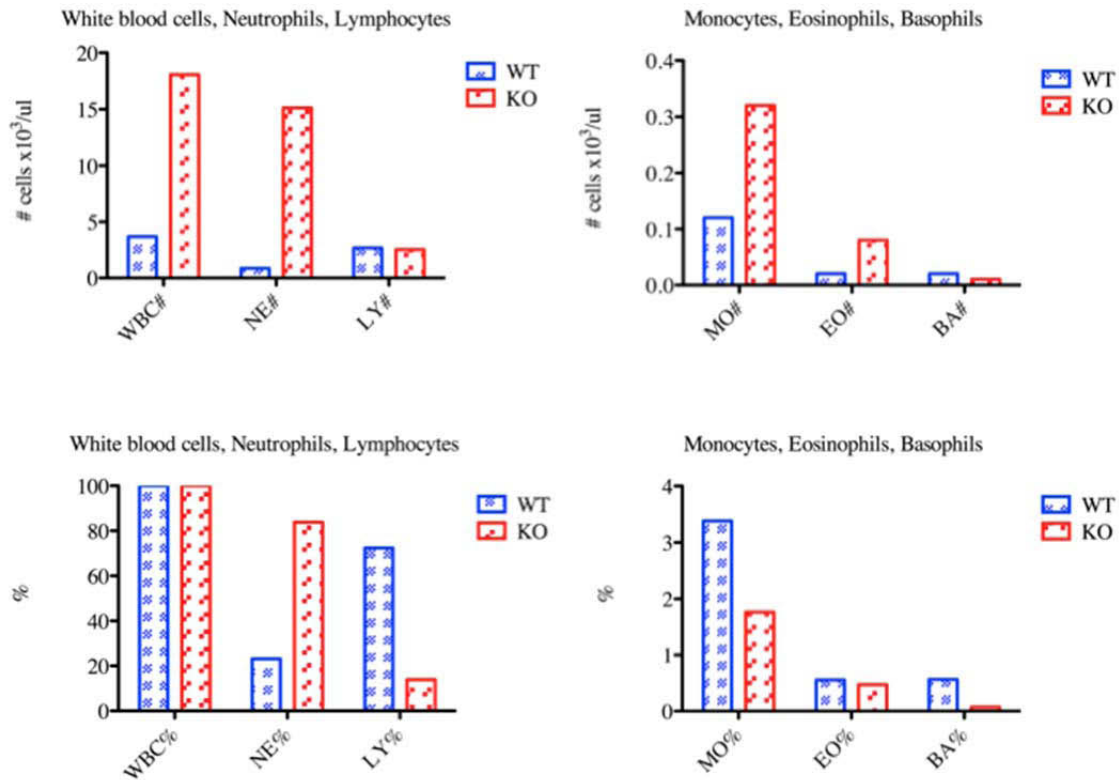 White blood cells, Neutrophils, Lymphocytes
# cells x10³/ul
20
15
10
5
0
WBC#
NE#
LY#
WT
KO
Monocytes, Eosinophils, Basophils
# cells x10³/ul
0.4
0.3
0.2
0.1
0.0
MO#
EO#
BA#
WT
KO
White blood cells, Neutrophils, Lymphocytes
%
100
80
60
40
20
0
WBC%
NE%
LY%
WT
KO
Monocytes, Eosinophils, Basophils
%
4
3
2
1
0
MO%
EO%
BA%
WT
KO